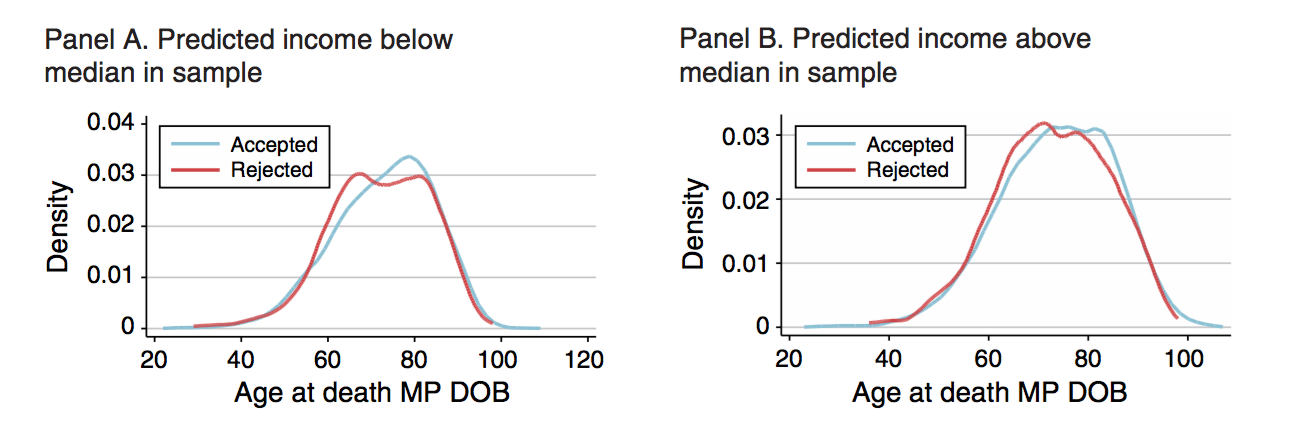 Panel A. Predicted income below
median in sample
0.04
0.03
0.02
0.01
0
Density
Accepted
Rejected
20 40 60 80 100 120
Age at death MP DOB
Panel B. Predicted income above
median in sample
0.03
0.02
0.01
0
Density
Accepted
Rejected
20 40 60 80 100
Age at death MP DOB